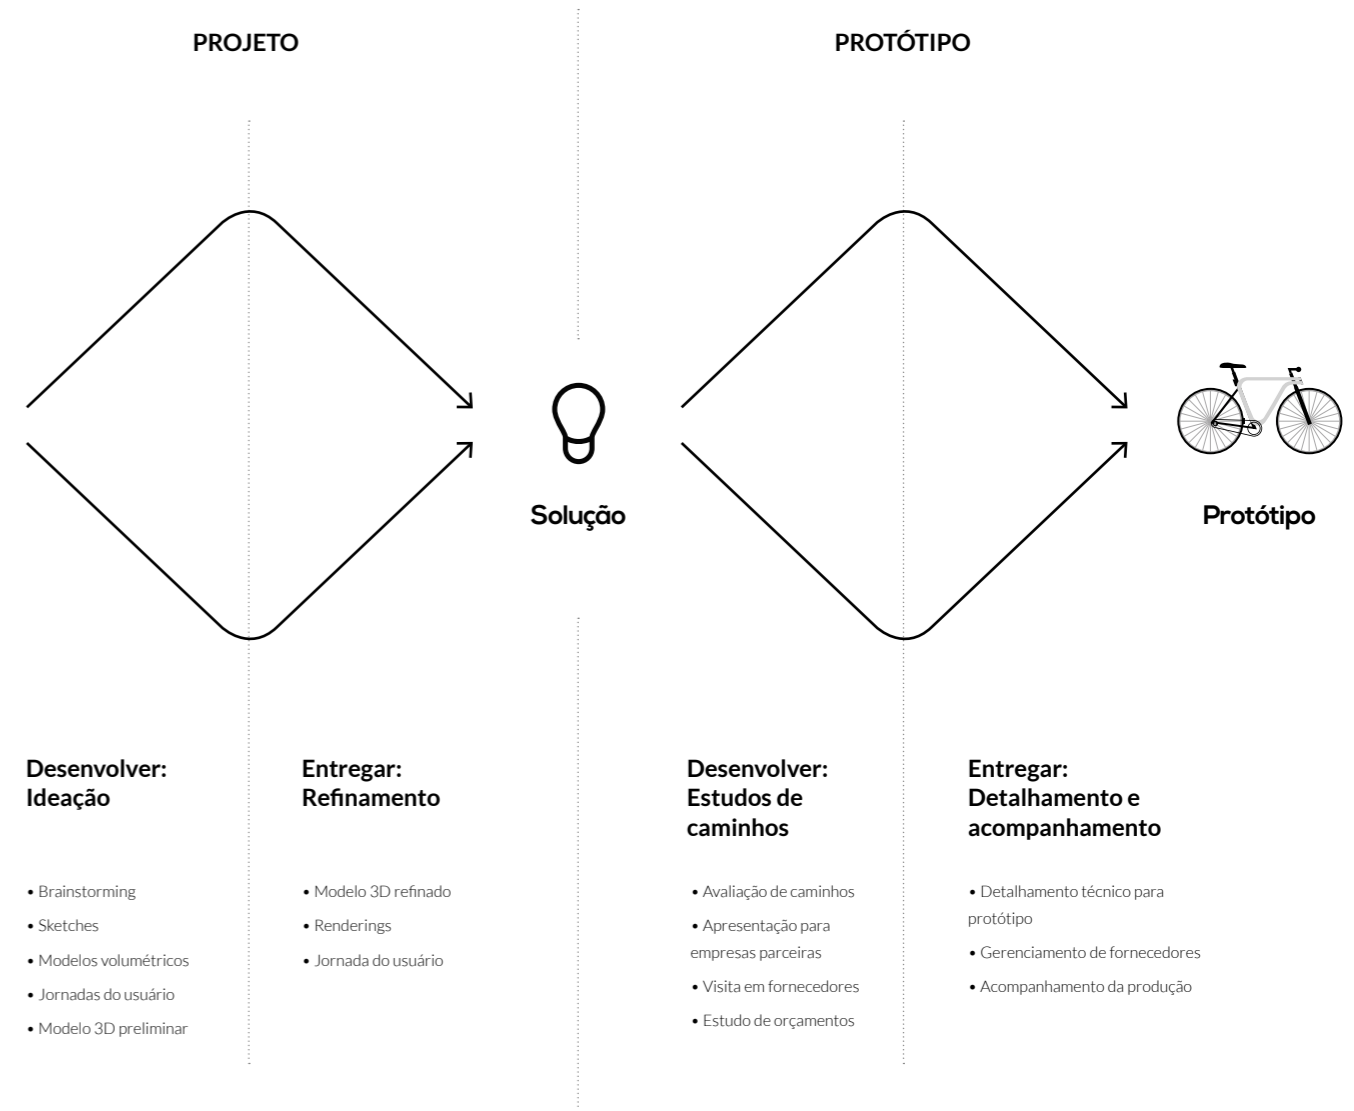 PROJETO
PROTÓTIPO
Solução
Protótipo
Desenvolver:
Ideação
• Brainstorming
• Sketches
• Modelos volumétricos
• Jornadas do usuário
• Modelo 3D preliminar
Entregar:
Refinamento
• Modelo 3D refinado
• Renderings
• Jornada do usuário
Desenvolver:
Estudos de
caminhos
• Avaliação de caminhos
• Apresentação para
empresas parceiras
• Visita em fornecedores
• Estudo de orçamentos
Entregar:
Detalhamento e
acompanhamento
• Detalhamento técnico para
protótipo
• Gerenciamento de fornecedores
• Acompanhamento da produção